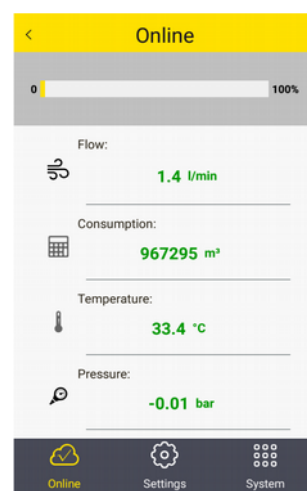 Online
0 100%
Flow:
1.4 l/min
Consumption:
967295 m³
Temperature:
33.4 °C
Pressure:
-0.01 bar
Online Settings System